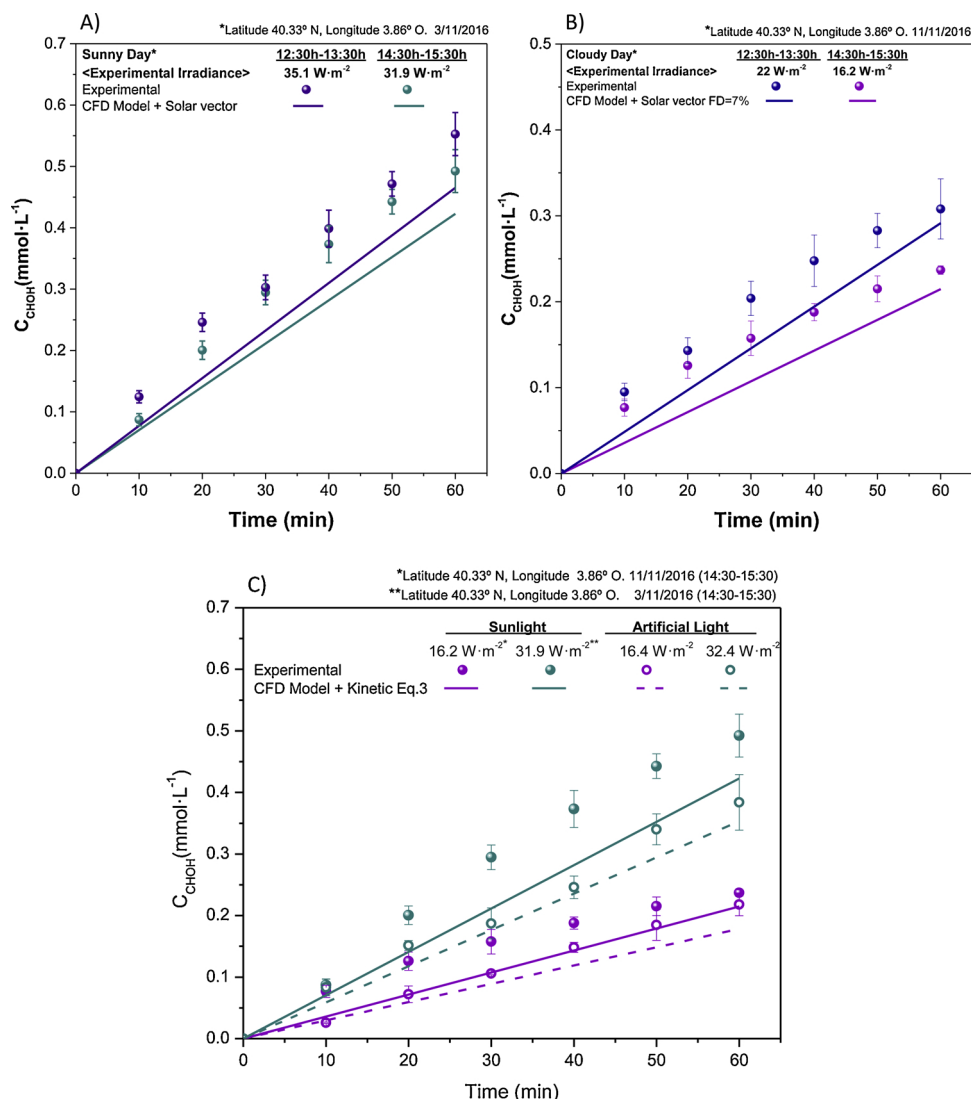 A)
*Latitude 40.33º N, Longitude 3.86º O. 3/11/2016
Sunny Day* 12:30h-13:30h 14:30h-15:30h
<Experimental Irradiance> 35.1 W·m-2 31.9 W·m-2
Experimental
CFD Model + Solar vector
0.7
0.6
0.5
0.4
0.3
0.2
0.1
0.0
CCHOH(mmol·L-1)
0 10 20 30 40 50 60
Time (min)
B)
*Latitude 40.33º N, Longitude 3.86º O. 11/11/2016
Cloudy Day* 12:30h-13:30h 14:30h-15:30h
<Experimental Irradiance> 22 W·m-2 16.2 W·m-2
Experimental
CFD Model + Solar vector FD=7%
0.5
0.4
0.3
0.2
0.1
0.0
CCHOH(mmol·L-1)
0 10 20 30 40 50 60
Time (min)
C)
*Latitude 40.33º N, Longitude 3.86º O. 11/11/2016 (14:30-15:30)
**Latitude 40.33º N, Longitude 3.86º O. 3/11/2016 (14:30-15:30)
Sunlight Artificial Light
16.2 W·m-2* 31.9 W·m-2** 16.4 W·m-2 32.4 W·m-2
Experimental
CFD Model + Kinetic Eq.3
0.7
0.6
0.5
0.4
0.3
0.2
0.1
0.0
CCHOH(mmol·L-1)
10 20 30 40 50 60
Time (min)